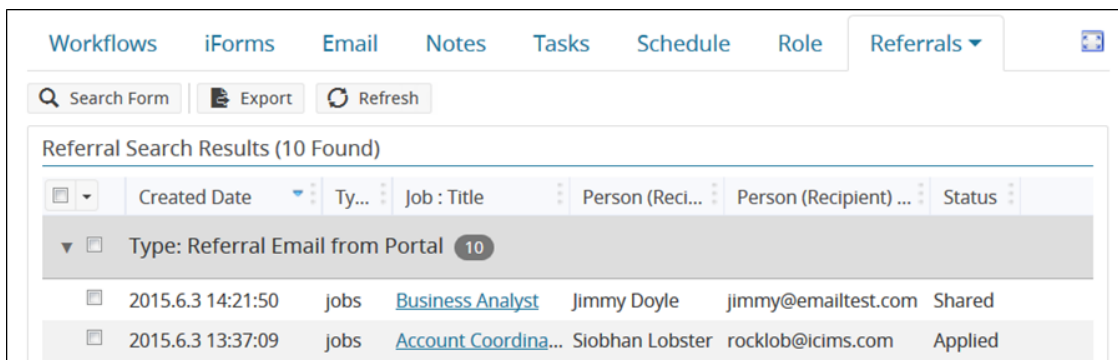 Workflows iForms Email Notes Tasks Schedule Role Referrals
Search Form Export Refresh
Referral Search Results (10 Found)
Created Date Ty... Job : Title Person (Reci... Person (Recipient) ... Status
Type: Referral Email from Portal 10
2015.6.3 14:21:50 jobs Business Analyst Jimmy Doyle jimmy@emailtest.com Shared
2015.6.3 13:37:09 jobs Account Coordina... Siobhan Lobster rocklob@icims.com Applied